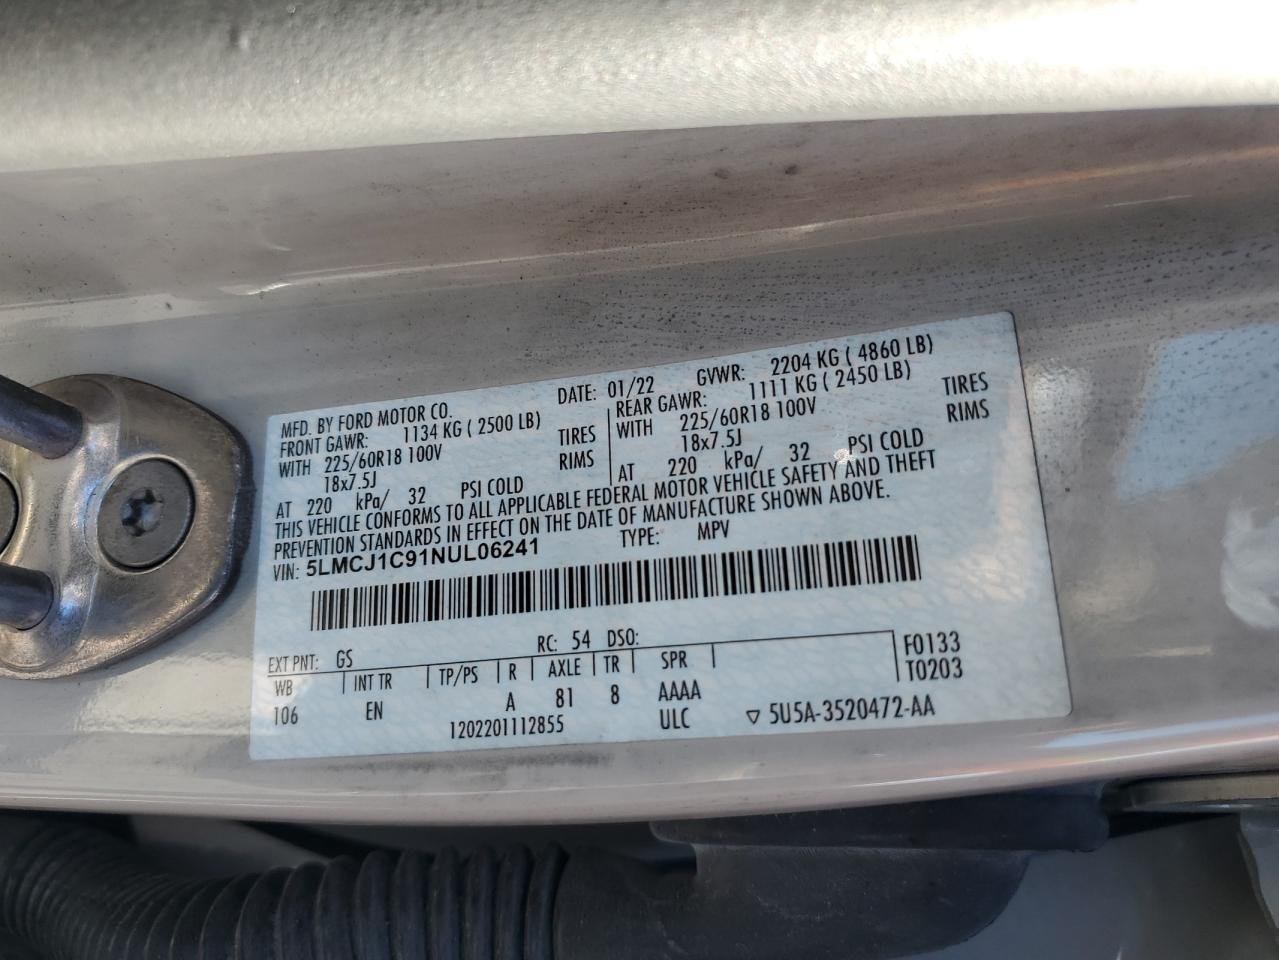 MFD. BY FORD MOTOR CO.
DATE: 01/22 GVWR: 2204 KG ( 4860 LB)
FRONT GAWR: 1134 KG ( 2500 LB)
WITH 225/60R18 100V TIRES
18x7.5J RIMS
AT 220 kPa/ 32 PSI COLD
REAR GAWR: 1111 KG ( 2450 LB)
WITH 225/60R18 100V TIRES
18x7.5J RIMS
AT 220 kPa/ 32 PSI COLD
THIS VEHICLE CONFORMS TO ALL APPLICABLE FEDERAL MOTOR VEHICLE SAFETY AND THEFT
PREVENTION STANDARDS IN EFFECT ON THE DATE OF MANUFACTURE SHOWN ABOVE.
VIN: 5LMCJ1C91NUL06241 TYPE: MPV
EXT PNT: GS RC: 54 DSO:
WB INT TR TP/PS R AXLE TR SPR F0133
106 EN A 81 8 AAAA T0203
1202201112855 ULC ▽ 5U5A-3520472-AA